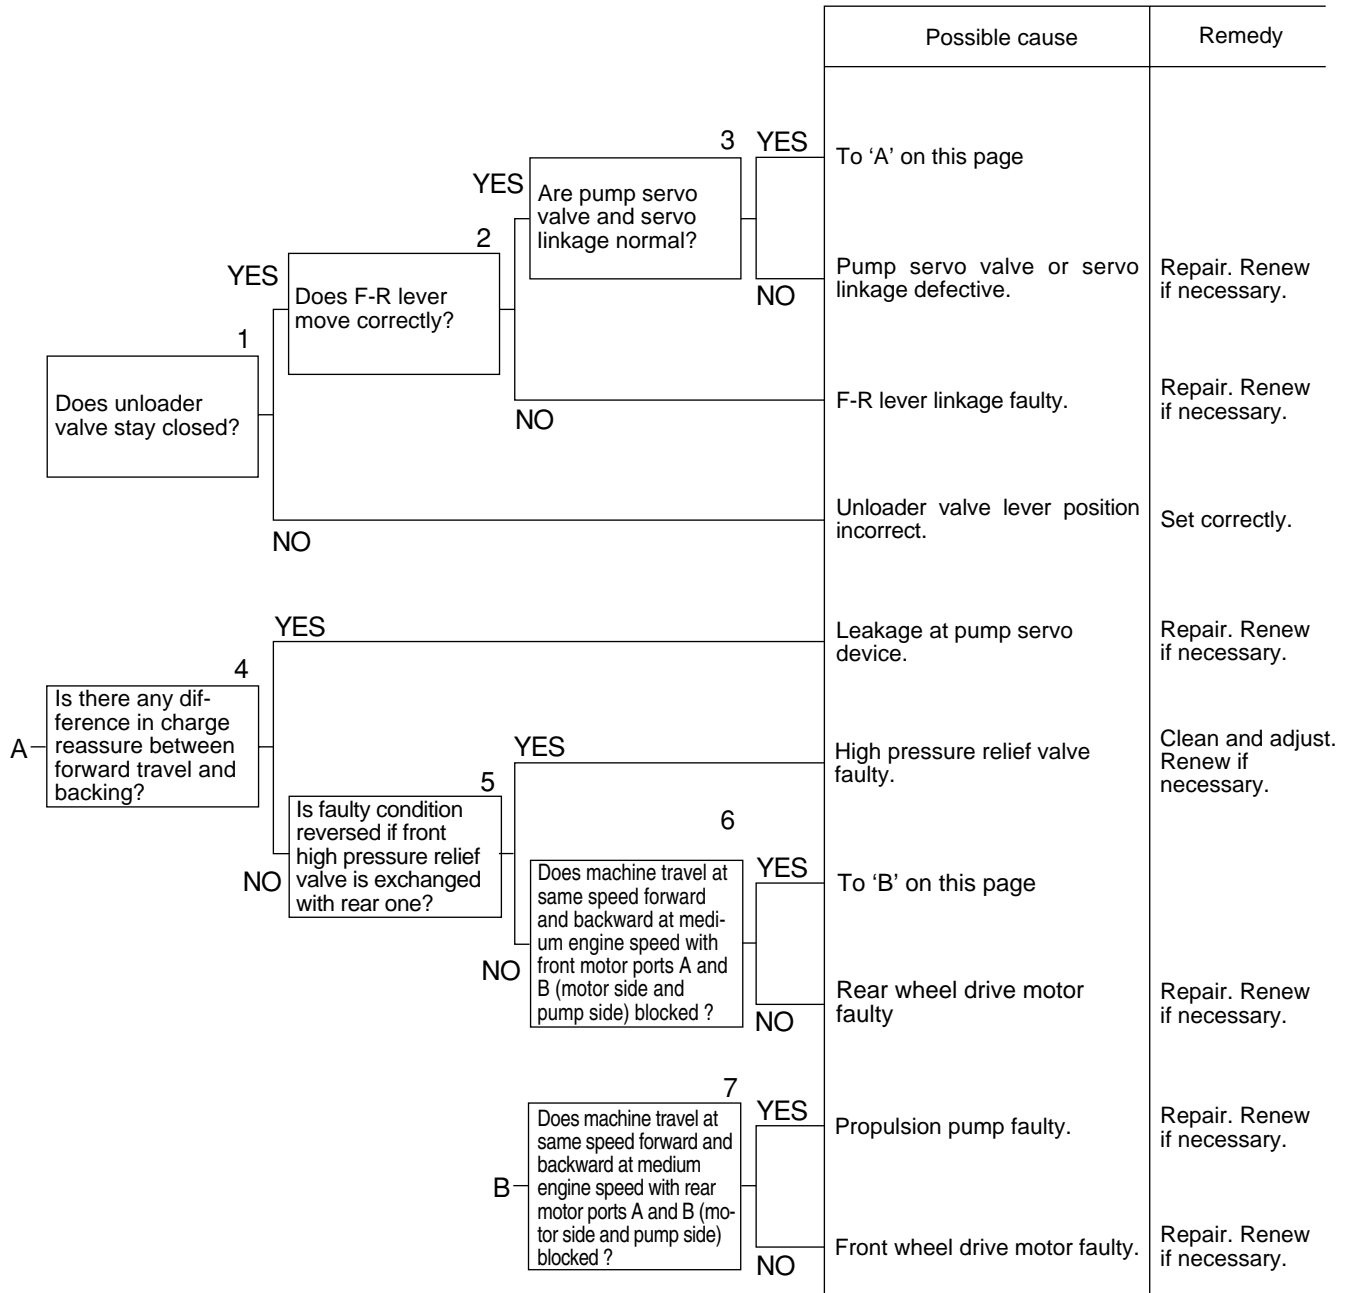 Possible cause
Remedy
3
YES
To ‘A’ on this page
YES
Are pump servo
valve and servo
linkage normal?
2
YES
Does F-R lever
move correctly?
NO
Pump servo valve or servo
linkage defective.
Repair. Renew
if necessary.
1
Does unloader
valve stay closed?
NO
F-R lever linkage faulty.
Repair. Renew
if necessary.
NO
Unloader valve lever position
incorrect.
Set correctly.
YES
Leakage at pump servo
device.
Repair. Renew
if necessary.
4
A
Is there any dif-
ference in charge
reassure between
forward travel and
backing?
YES
High pressure relief valve
faulty.
Clean and adjust.
Renew if
necessary.
5
NO
Is faulty condition
reversed if front
high pressure relief
valve is exchanged
with rear one?
6
YES
To ‘B’ on this page
NO
Does machine travel at
same speed forward
and backward at medi-
um engine speed with
front motor ports A and
B (motor side and
pump side) blocked ?
NO
Rear wheel drive motor
faulty
Repair. Renew
if necessary.
7
YES
Propulsion pump faulty.
Repair. Renew
if necessary.
B
Does machine travel at
same speed forward and
backward at medium
engine speed with rear
motor ports A and B (mo-
tor side and pump side)
blocked ?
NO
Front wheel drive motor faulty.
Repair. Renew
if necessary.